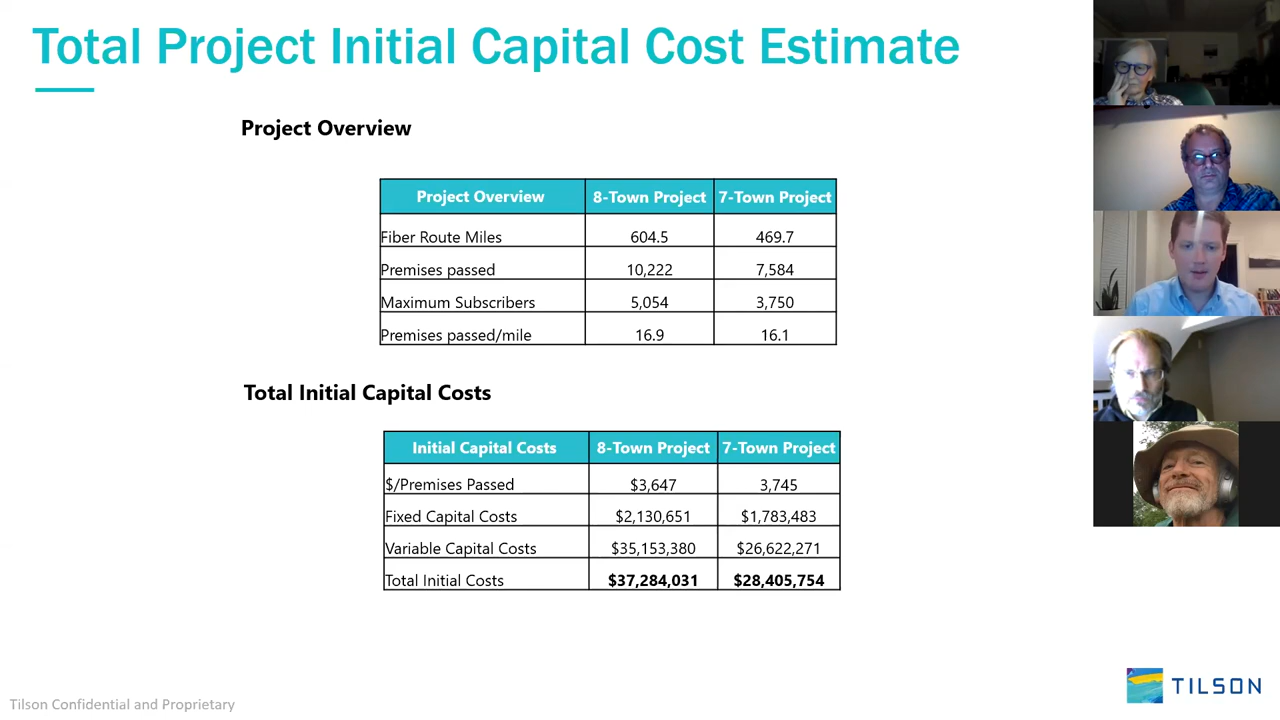 Total Project Initial Capital Cost Estimate
Project Overview
Project Overview 8-Town Project 7-Town Project
Fiber Route Miles 604.5 469.7
Premises passed 10,222 7,584
Maximum Subscribers 5,054 3,750
Premises passed/mile 16.9 16.1
Total Initial Capital Costs
Initial Capital Costs 8-Town Project 7-Town Project
$/Premises Passed $3,647 3,745
Fixed Capital Costs $2,130,651 $1,783,483
Variable Capital Costs $35,153,380 $26,622,271
Total Initial Costs $37,284,031 $28,405,754
TILSON
Tilson Confidential and Proprietary